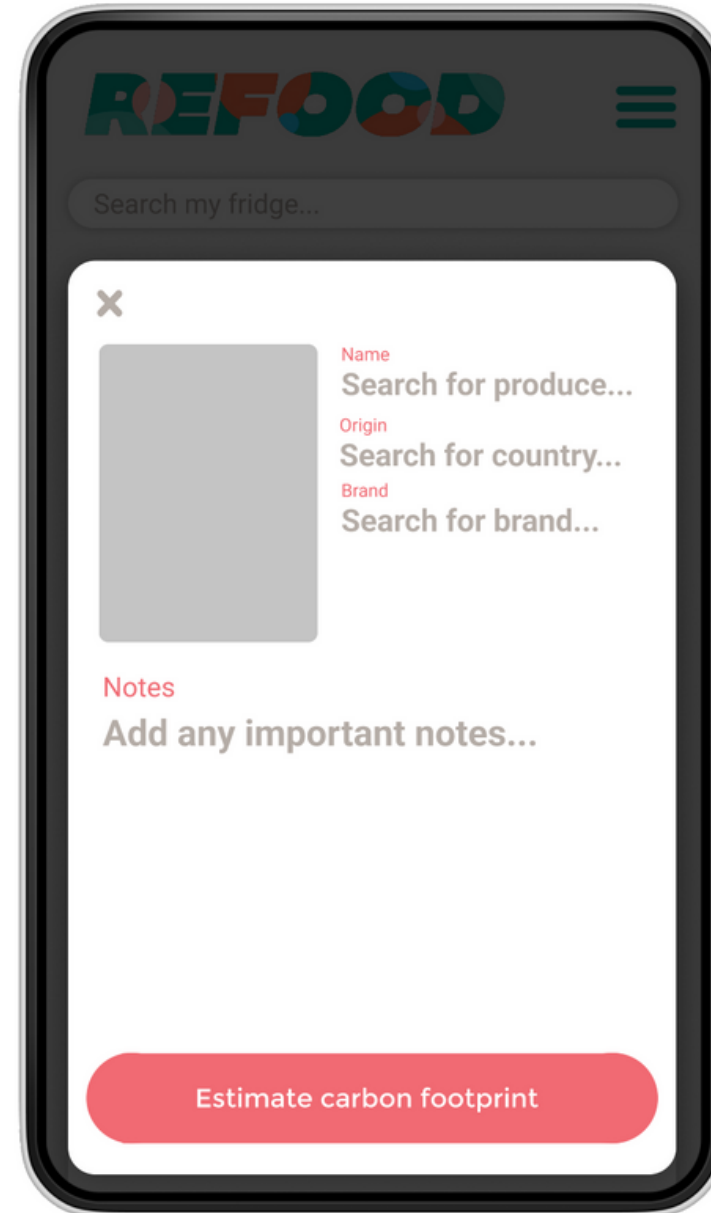 REFOOD
Search my fridge...
Name
Search for produce...
Origin
Search for country...
Brand
Search for brand...
Notes
Add any important notes...
Estimate carbon footprint